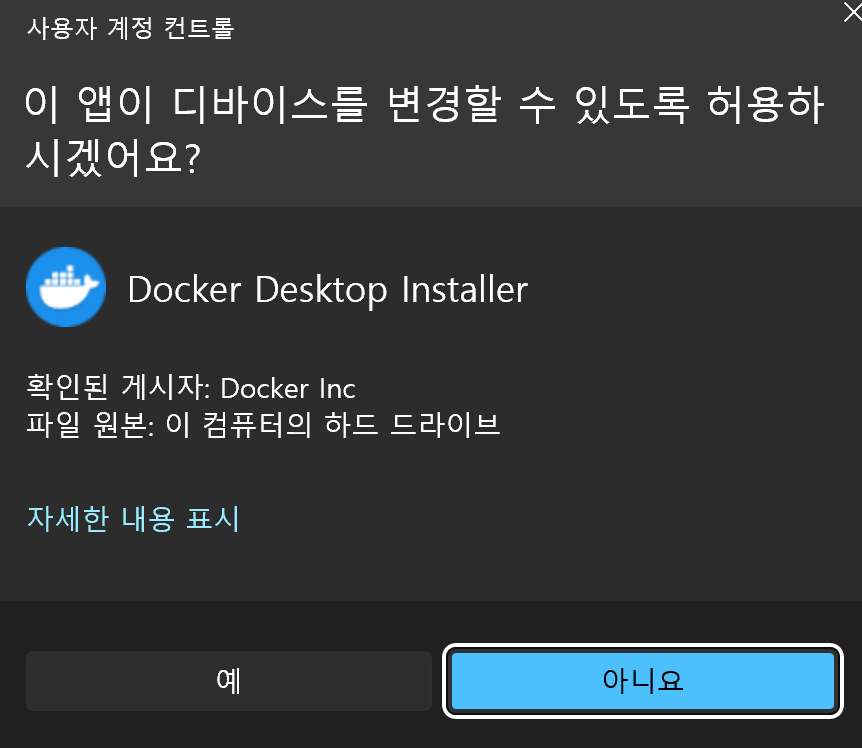 사용자 계정 컨트롤
이 앱이 디바이스를 변경할 수 있도록 허용하
시겠어요?
Docker Desktop Installer
확인된 게시자: Docker Inc
파일 원본: 이 컴퓨터의 하드 드라이브
자세한 내용 표시
예
아니요